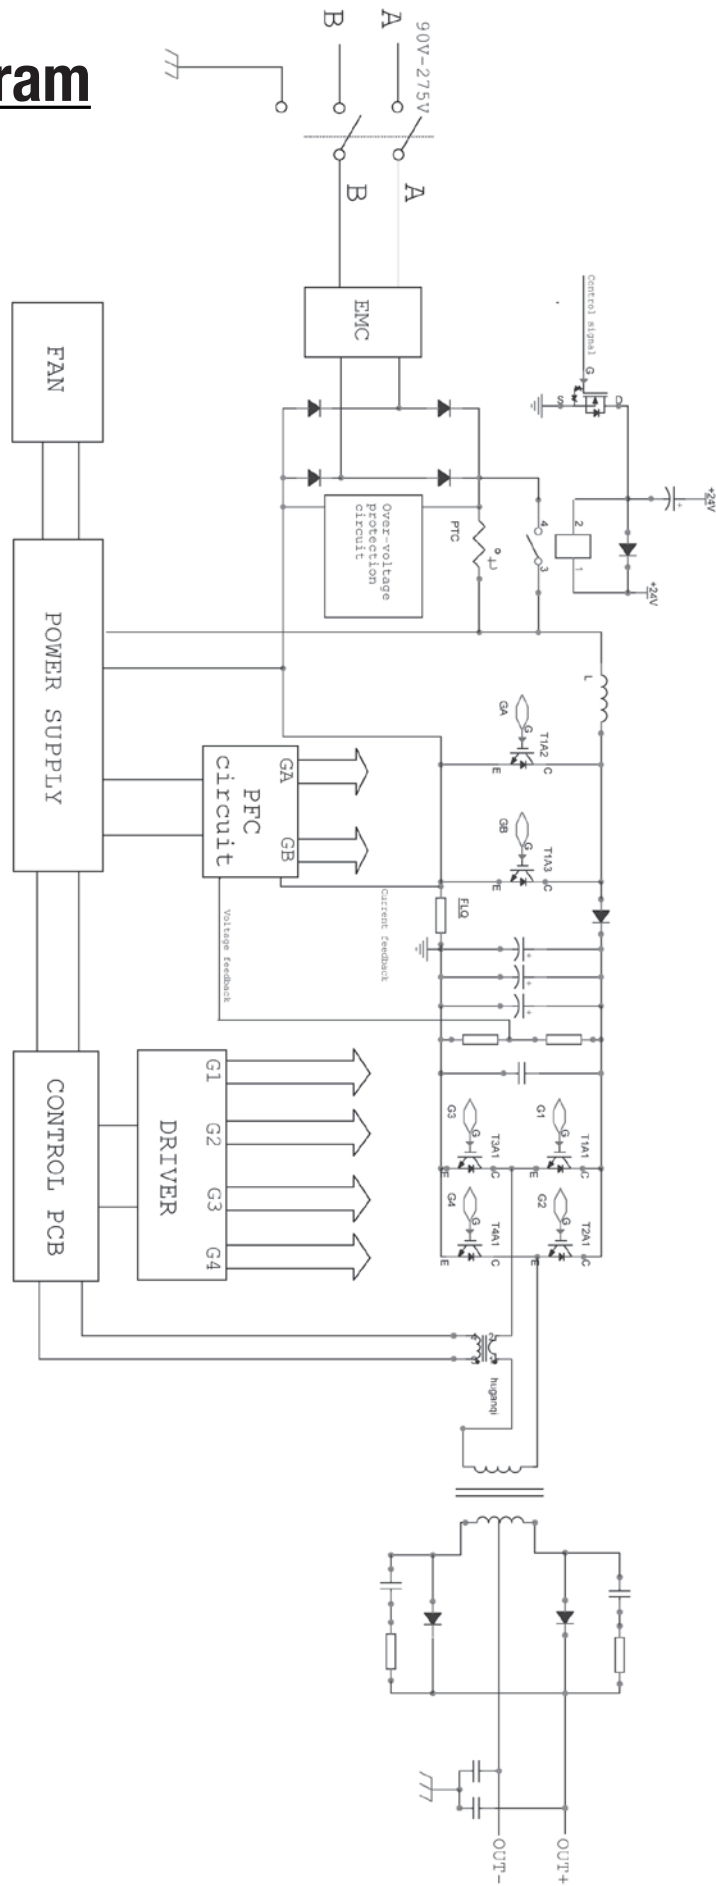 ram
90V-275V
A
B
A
B
EMC
Control signal
G
S
D
+24V
+24V
2
1
4
3
PTC
Over-voltage
protection
circuit
FAN
POWER SUPPLY
L
GA
G
T1A2
E
C
GB
G
T1A3
E
C
PFC
circuit
GA
GB
FLQ
Current feedback
Voltage feedback
+
+
+
CONTROL PCB
DRIVER
G1
G2
G3
G4
G1
G
T1A1
E
C
G3
G
T3A1
E
C
G2
G
T2A1
E
C
G4
G
T4A1
E
C
huganqi
OUT-
OUT+